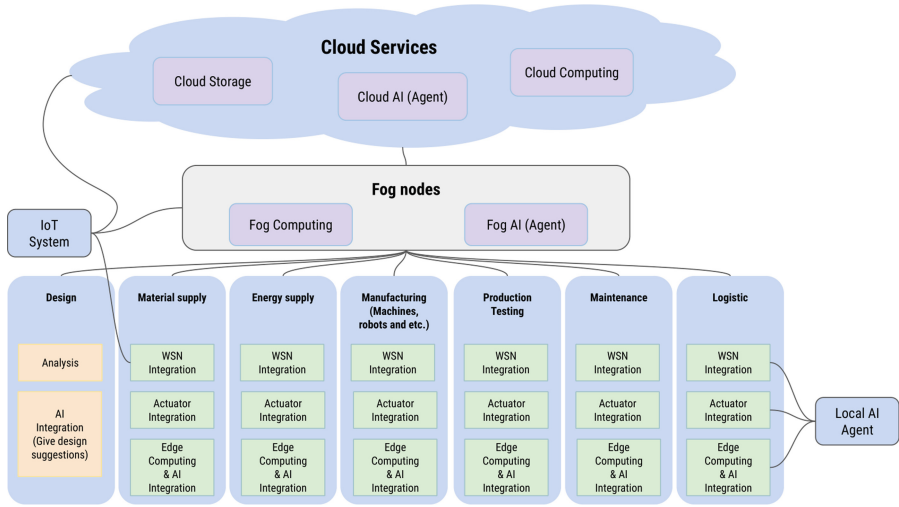 Cloud Services
Cloud Storage
Cloud AI (Agent)
Cloud Computing
Fog nodes
Fog Computing
Fog AI (Agent)
IoT
System
Design
Analysis
AI
Integration
(Give design
suggestions)
Material supply
WSN
Integration
Actuator
Integration
Edge
Computing
& AI
Integration
Energy supply
WSN
Integration
Actuator
Integration
Edge
Computing
& AI
Integration
Manufacturing
(Machines,
robots and etc.)
WSN
Integration
Actuator
Integration
Edge
Computing
& AI
Integration
Production
Testing
WSN
Integration
Actuator
Integration
Edge
Computing
& AI
Integration
Maintenance
WSN
Integration
Actuator
Integration
Edge
Computing
& AI
Integration
Logistic
WSN
Integration
Actuator
Integration
Edge
Computing
& AI
Integration
Local AI
Agent